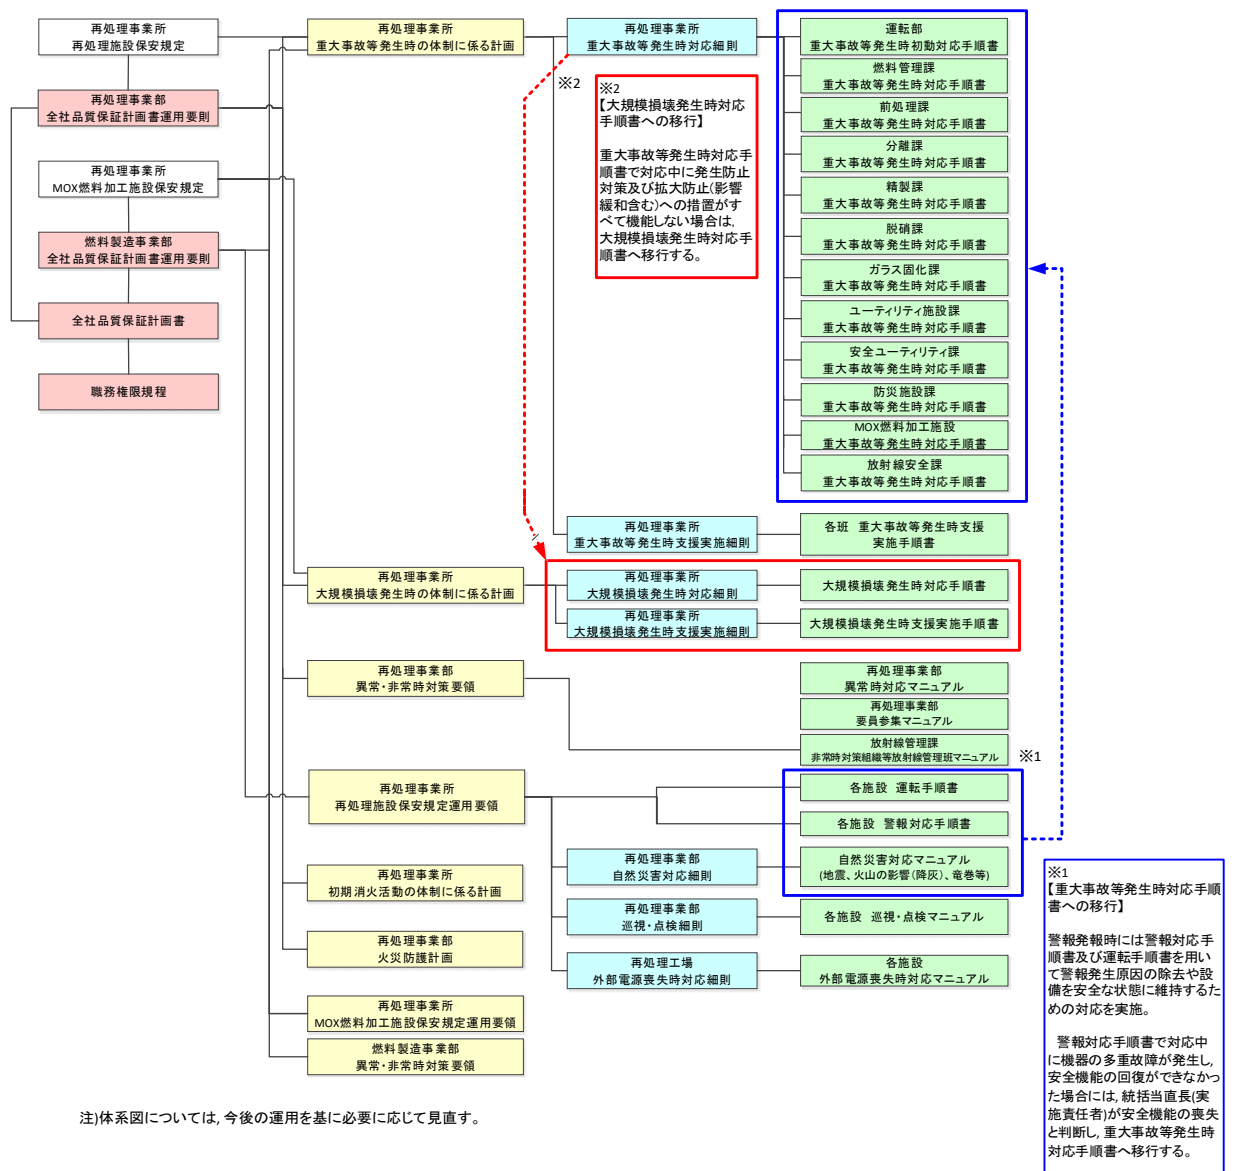 再処理事業所
再処理施設保安規定
再処理事業部
全社品質保証計画書運用要則
再処理事業所
MOX燃料加工施設保安規定
燃料製造事業部
全社品質保証計画書運用要則
全社品質保証計画書
職務権限規程
再処理事業所
重大事故等発生時の体制に係る計画
再処理事業所
大規模損壊発生時の体制に係る計画
再処理事業部
異常・非常時対策要領
再処理事業所
再処理施設保安規定運用要領
再処理事業所
初期消火活動の体制に係る計画
再処理事業部
火災防護計画
再処理事業所
MOX燃料加工施設保安規定運用要領
燃料製造事業部
異常・非常時対策要領
再処理事業所
重大事故等発生時対応細則
※2
※2
【大規模損壊発生時対応
手順書への移行】
重大事故等発生時対応手
順書で対応中に発生防止
対策及び拡大防止(影響
緩和含む)への措置がす
べて機能しない場合は,
大規模損壊発生時対応手
順書へ移行する。
再処理事業所
重大事故等発生時支援実施細則
再処理事業所
大規模損壊発生時対応細則
再処理事業所
大規模損壊発生時支援実施細則
再処理事業部
自然災害対応細則
再処理事業部
巡視・点検細則
再処理工場
外部電源喪失時対応細則
運転部
重大事故等発生時初動対応手順書
燃料管理課
重大事故等発生時対応手順書
前処理課
重大事故等発生時対応手順書
分離課
重大事故等発生時対応手順書
精製課
重大事故等発生時対応手順書
脱硝課
重大事故等発生時対応手順書
ガラス固化課
重大事故等発生時対応手順書
ユーティリティ施設課
重大事故等発生時対応手順書
安全ユーティリティ課
重大事故等発生時対応手順書
防災施設課
重大事故等発生時対応手順書
MOX燃料加工施設
重大事故等発生時対応手順書
放射線安全課
重大事故等発生時対応手順書
各班 重大事故等発生時支援
実施手順書
大規模損壊発生時対応手順書
大規模損壊発生時支援実施手順書
再処理事業部
異常時対応マニュアル
再処理事業部
要員参集マニュアル
放射線管理課
非常時対策組織等放射線管理班マニュアル
※1
各施設 運転手順書
各施設 警報対応手順書
自然災害対応マニュアル
(地震、火山の影響(降灰)、竜巻等)
各施設 巡視・点検マニュアル
各施設
外部電源喪失時対応マニュアル
※1
【重大事故等発生時対応手順
書への移行】
警報発報時には警報対応手
順書及び運転手順書を用い
て警報発生原因の除去や設
備を安全な状態に維持するた
めの対応を実施。
警報対応手順書で対応中
に機器の多重故障が発生し,
安全機能の回復ができなかっ
た場合には, 統括当直長(実
施責任者)が安全機能の喪失
と判断し, 重大事故等発生時
対応手順書へ移行する。
注)体系図については, 今後の運用を基に必要に応じて見直す。